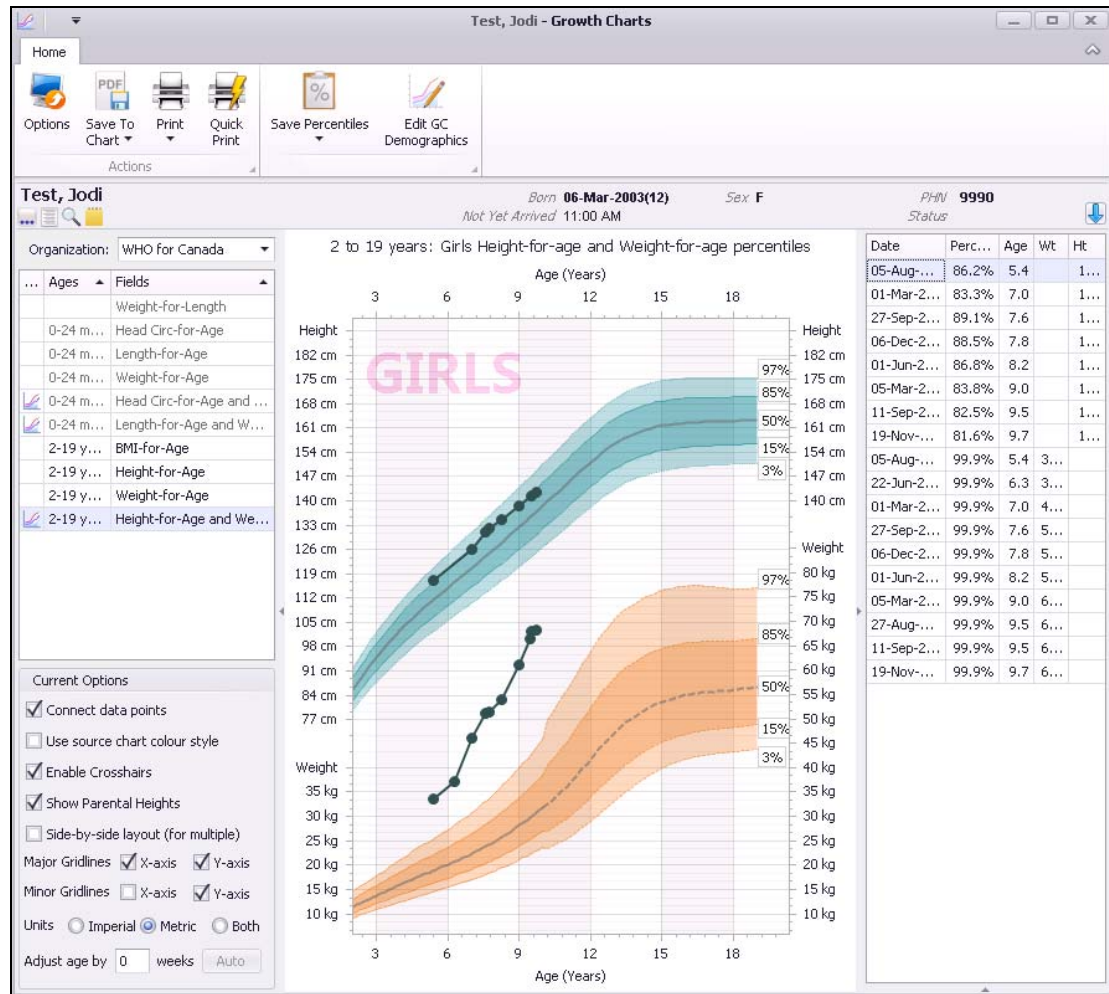 Test, Jodi - Growth Charts
Home
Options
Save To Chart
Print
Quick Print
Save Percentiles
Edit GC Demographics
Actions
PDF
Test, Jodi
Born 06-Mar-2003(12) Sex F PHN 9990
Not Yet Arrived 11:00 AM Status
Organization: WHO for Canada
... Ages Fields
Weight-for-Length
0-24 m... Head Circ-for-Age
0-24 m... Length-for-Age
0-24 m... Weight-for-Age
0-24 m... Head Circ-for-Age and ...
0-24 m... Length-for-Age and W...
2-19 y... BMI-for-Age
2-19 y... Height-for-Age
2-19 y... Weight-for-Age
2-19 y... Height-for-Age and We...
Current Options
Connect data points
Use source chart colour style
Enable Crosshairs
Show Parental Heights
Side-by-side layout (for multiple)
Major Gridlines X-axis Y-axis
Minor Gridlines X-axis Y-axis
Units Imperial Metric Both
Adjust age by 0 weeks Auto
2 to 19 years: Girls Height-for-age and Weight-for-age percentiles
Age (Years)
3 6 9 12 15 18
GIRLS
Height Height
182 cm 182 cm
97%
175 cm 175 cm
85%
168 cm 168 cm
50%
161 cm 161 cm
15%
154 cm 154 cm
3%
147 cm 147 cm
140 cm 140 cm
133 cm
126 cm Weight
119 cm 97% 80 kg
112 cm 75 kg
105 cm 70 kg
98 cm 85% 65 kg
91 cm 60 kg
84 cm 50% 55 kg
77 cm 50 kg
15% 45 kg
Weight 3% 40 kg
35 kg 35 kg
30 kg 30 kg
25 kg 25 kg
20 kg 20 kg
15 kg 15 kg
10 kg 10 kg
3 6 9 12 15 18
Age (Years)
Date Perc... Age Wt Ht
05-Aug-... 86.2% 5.4 1...
01-Mar-2... 83.3% 7.0 1...
27-Sep-2... 89.1% 7.6 1...
06-Dec-2... 88.5% 7.8 1...
01-Jun-2... 86.8% 8.2 1...
05-Mar-2... 83.8% 9.0 1...
11-Sep-2... 82.5% 9.5 1...
19-Nov-... 81.6% 9.7 1...
05-Aug-... 99.9% 5.4 3...
22-Jun-2... 99.9% 6.3 3...
01-Mar-2... 99.9% 7.0 4...
27-Sep-2... 99.9% 7.6 5...
06-Dec-2... 99.9% 7.8 5...
01-Jun-2... 99.9% 8.2 5...
05-Mar-2... 99.9% 9.0 6...
27-Aug-... 99.9% 9.5 6...
11-Sep-2... 99.9% 9.5 6...
19-Nov-... 99.9% 9.7 6...